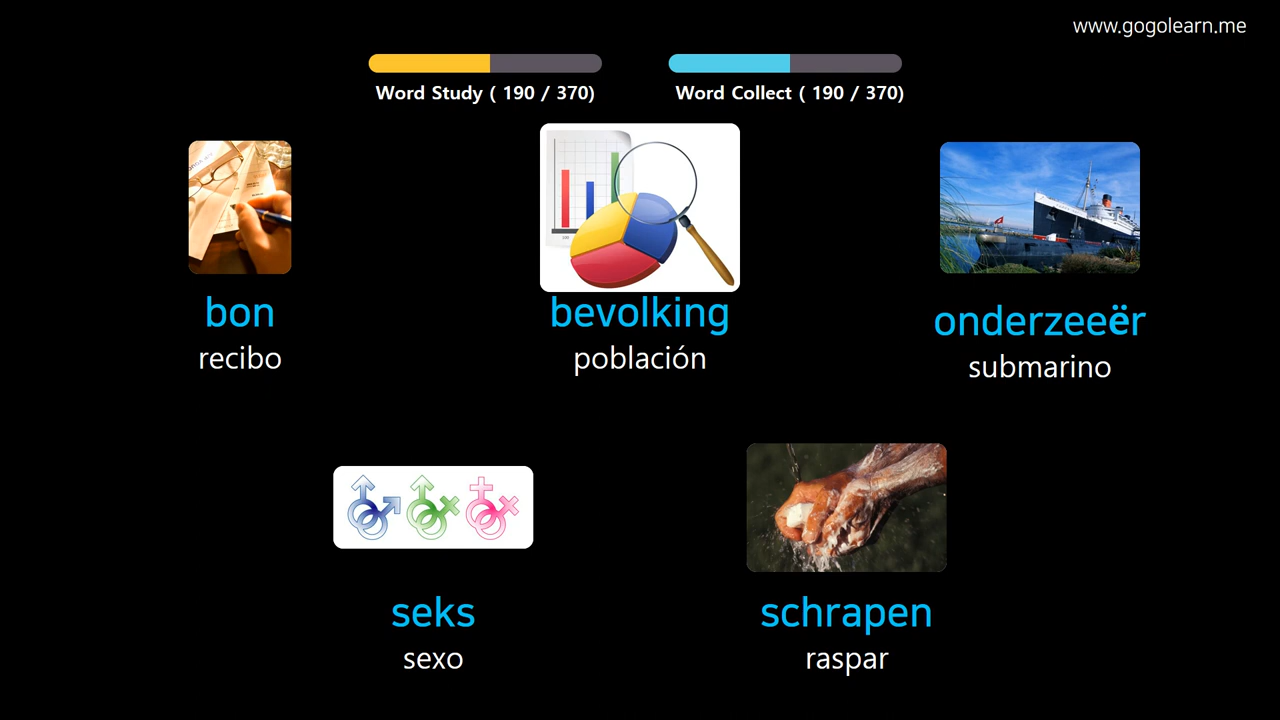 www.gogolearn.me
Word Study ( 190 / 370)
Word Collect ( 190 / 370)
bon
recibo
bevolking
población
onderzeeër
submarino
seks
sexo
schrapen
raspar